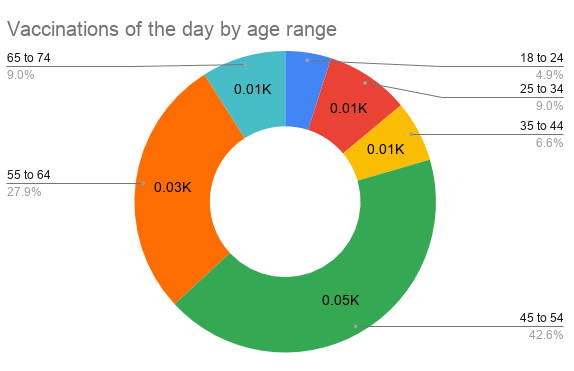 Vaccinations of the day by age range
65 to 74
9.0%
18 to 24
4.9%
25 to 34
9.0%
35 to 44
6.6%
55 to 64
27.9%
45 to 54
42.6%
0.01K
0.01K
0.01K
0.03K
0.05K